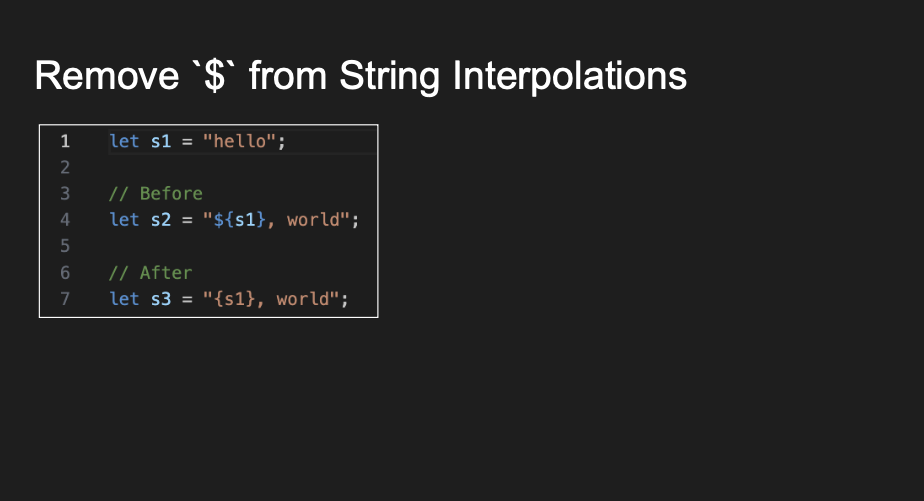 Remove `$` from String Interpolations
1 let s1 = "hello";
2
3 // Before
4 let s2 = "${s1}, world";
5
6 // After
7 let s3 = "{s1}, world";